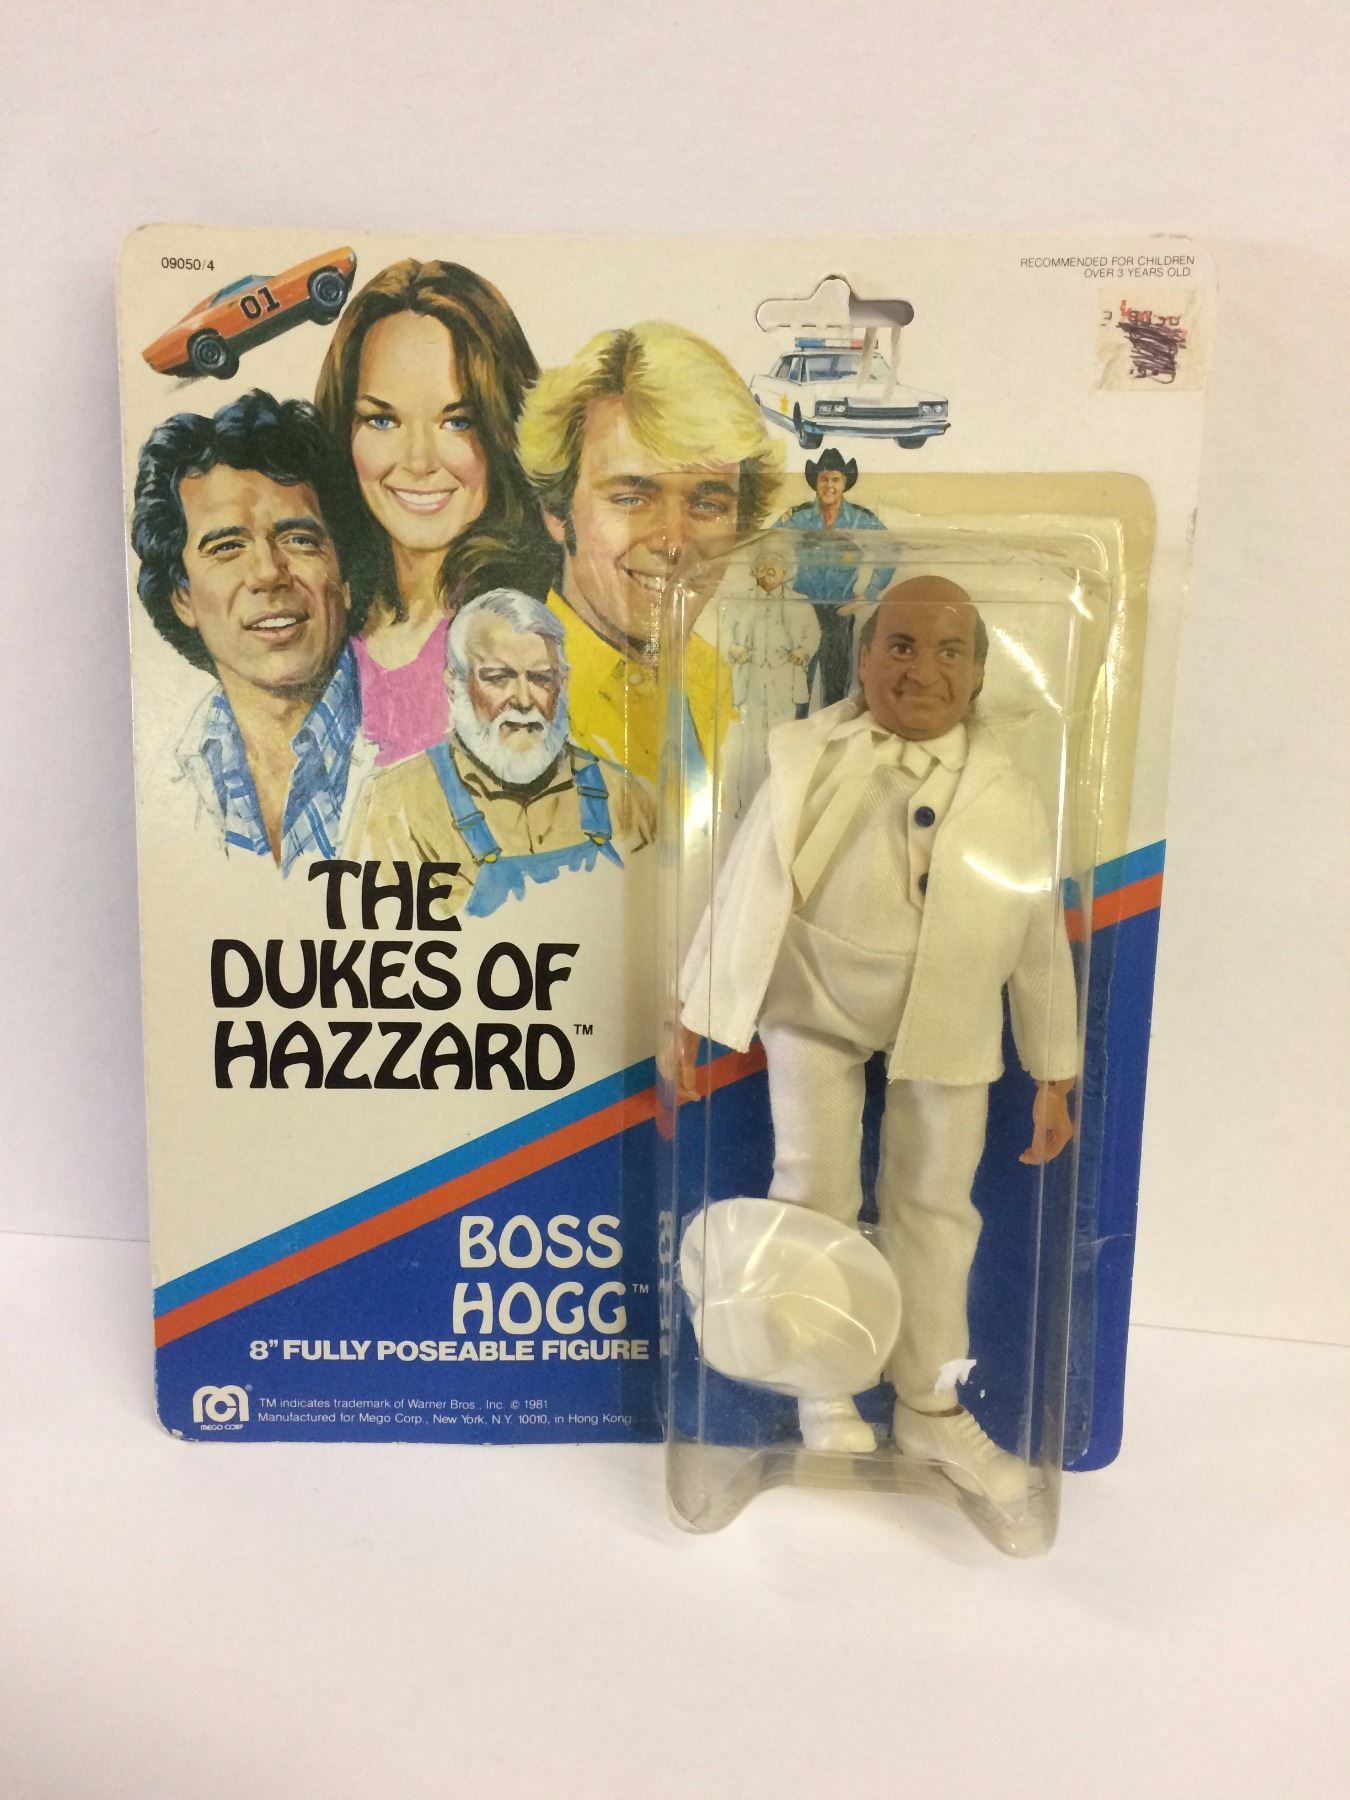 09050/4
RECOMMENDED FOR CHILDREN
OVER 3 YEARS OLD
01
THE
DUKES OF
HAZZARD™
BOSS
HOGG™
8” FULLY POSEABLE FIGURE
MEGO CORP ®
TM indicates trademark of Warner Bros., Inc. © 1981
Manufactured for Mego Corp., New York, N.Y. 10010, in Hong Kong